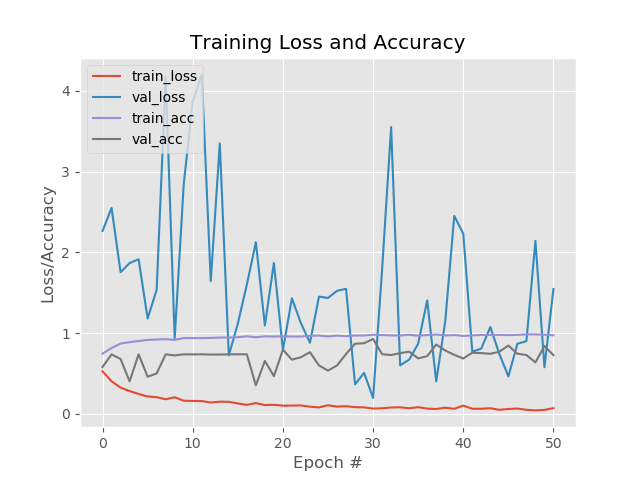 Training Loss and Accuracy
train_loss
val_loss
train_acc
val_acc
Loss/Accuracy
4
3
2
1
0
0
10
20
30
40
50
Epoch #